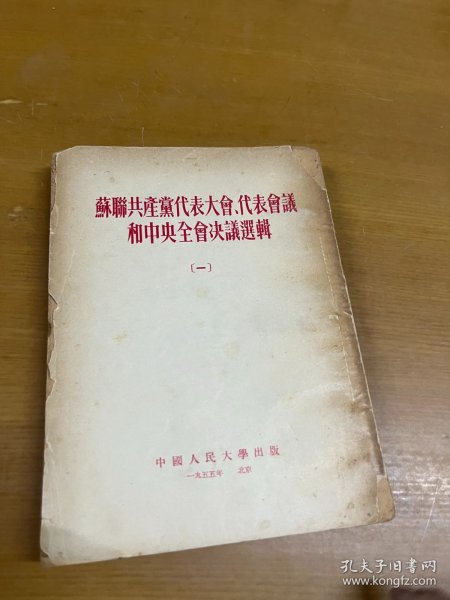 蘇聯共產黨代表大會、代表會議
和中央全會決議選輯
〔一〕
中國人民大學出版
一九五五年 北京
孔夫子旧书网
www.kongfz.com